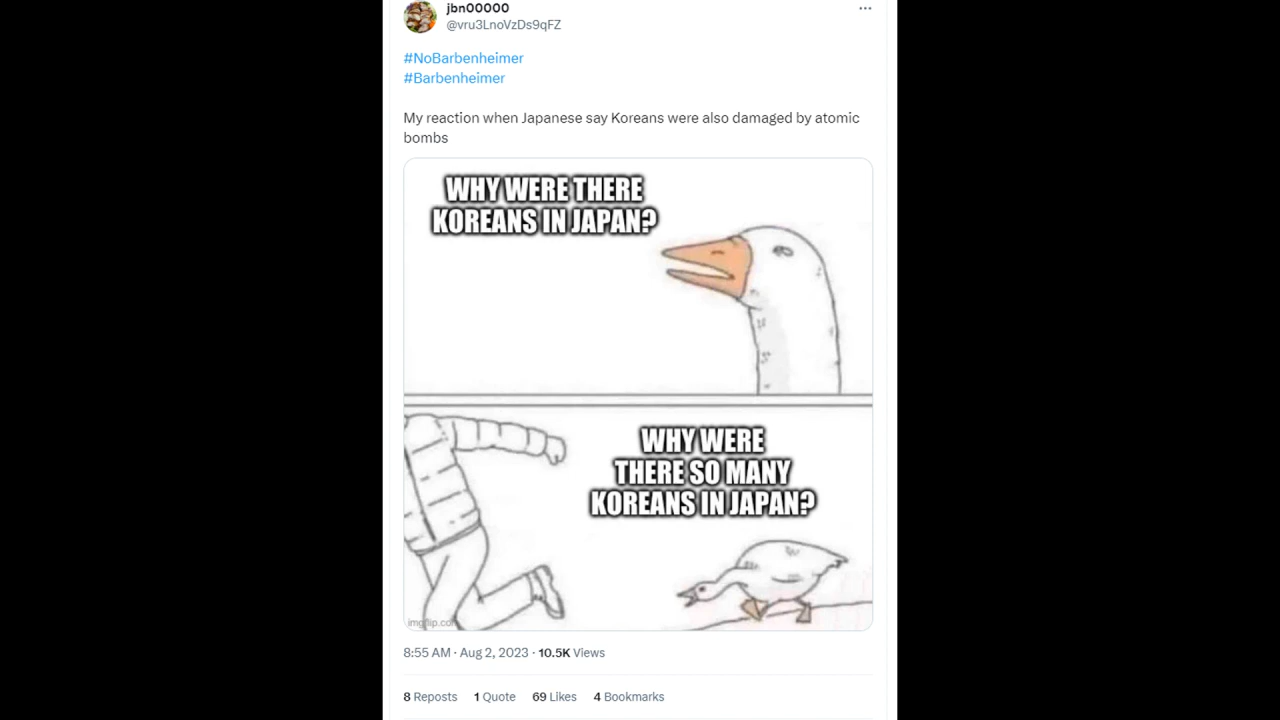 jbn00000
@vru3LnoVzDs9qFZ
#NoBarbenheimer
#Barbenheimer
My reaction when Japanese say Koreans were also damaged by atomic
bombs
WHY WERE THERE
KOREANS IN JAPAN?
WHY WERE
THERE SO MANY
KOREANS IN JAPAN?
imgflip.com
8:55 AM · Aug 2, 2023 · 10.5K Views
8 Reposts 1 Quote 69 Likes 4 Bookmarks